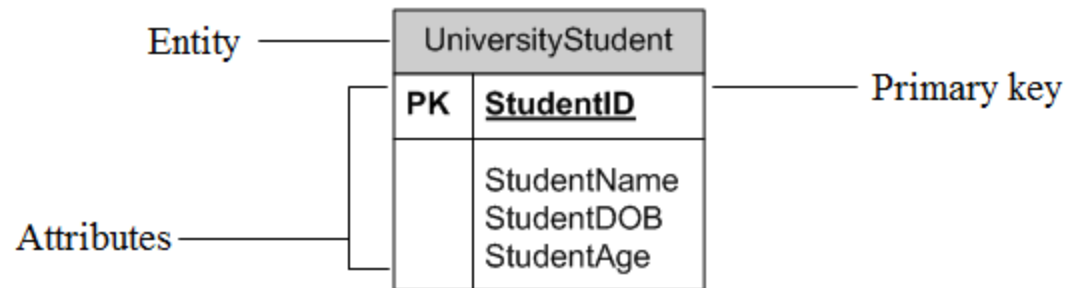 Entity
UniversityStudent
PK StudentID
Primary key
StudentName
StudentDOB
StudentAge
Attributes